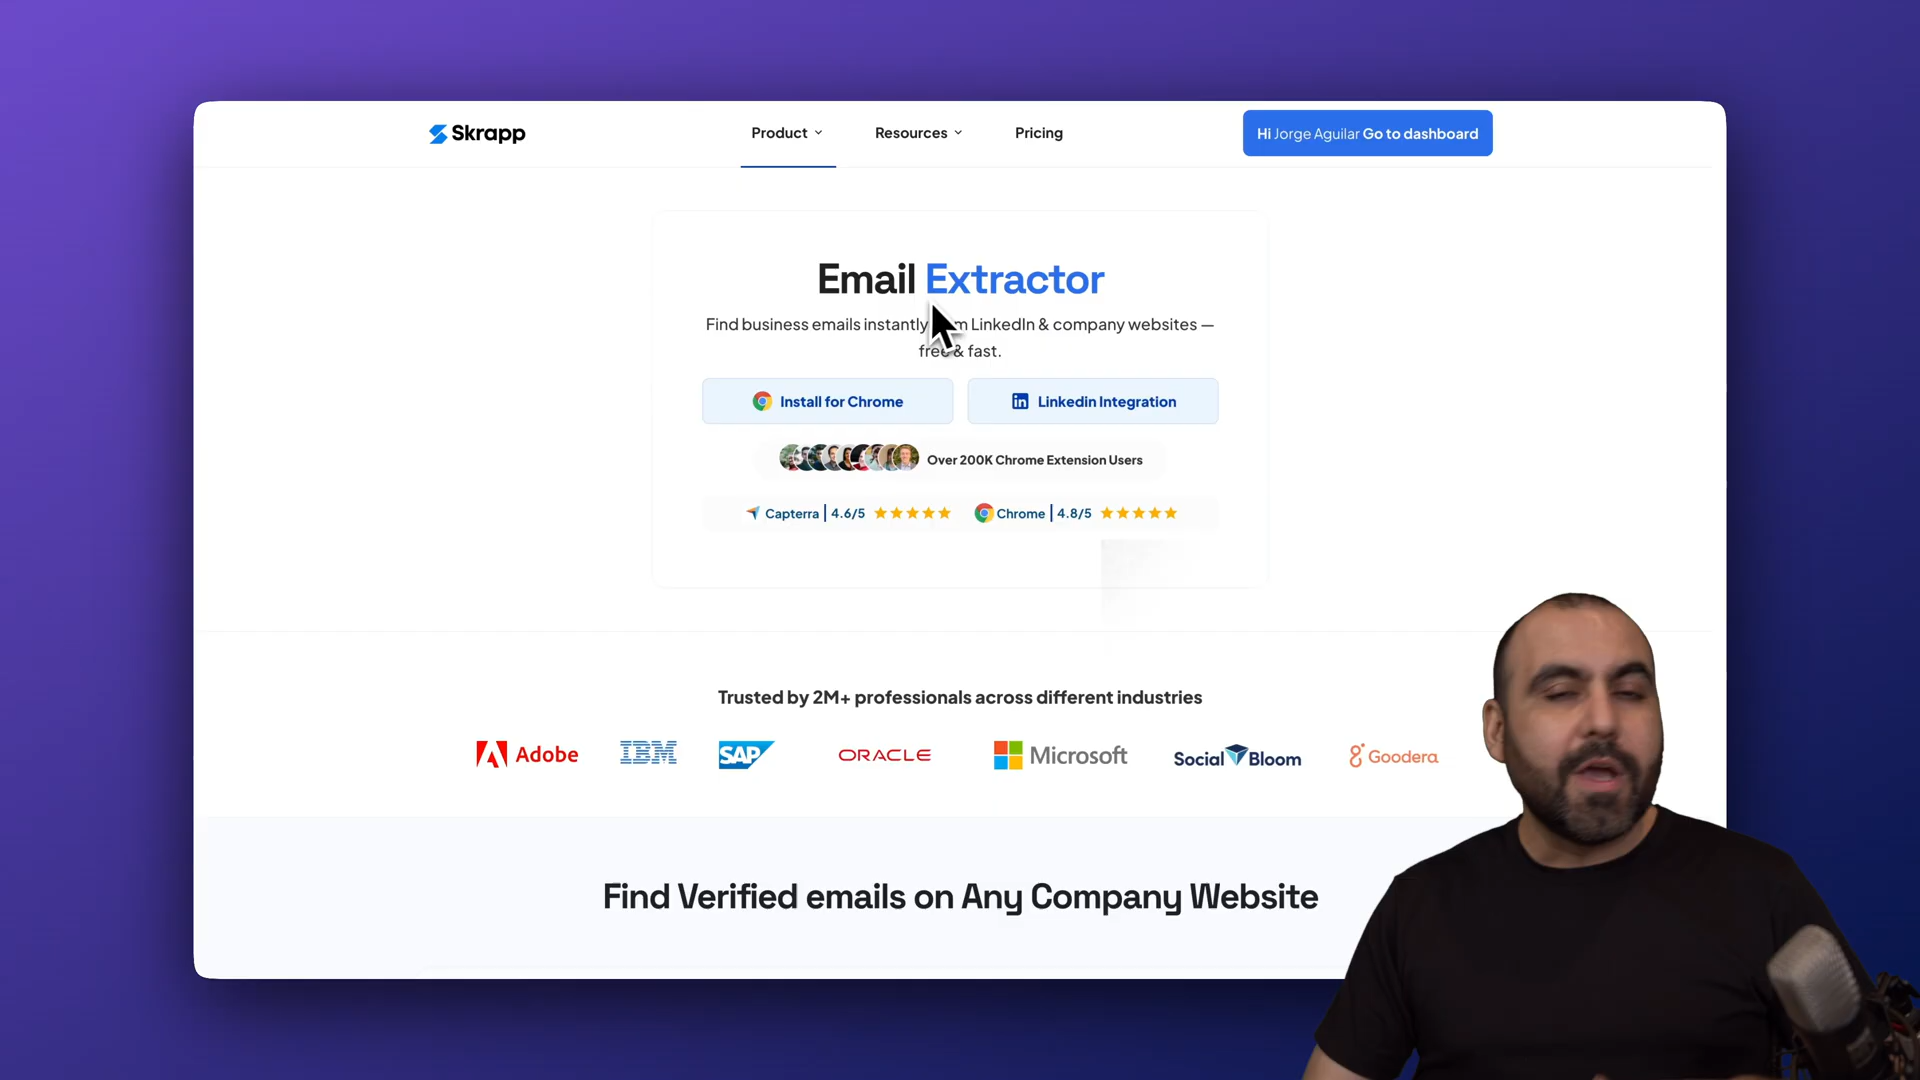 Skrapp
Product
Resources
Pricing
Hi Jorge Aguilar Go to dashboard
Email Extractor
Find business emails instantly LinkedIn & company websites —
free & fast.
Install for Chrome
Linkedin Integration
Over 200K Chrome Extension Users
Capterra | 4.6/5
Chrome | 4.8/5
Trusted by 2M+ professionals across different industries
Adobe
IBM
SAP
ORACLE
Microsoft
SocialBloom
Goodera
Find Verified emails on Any Company Website